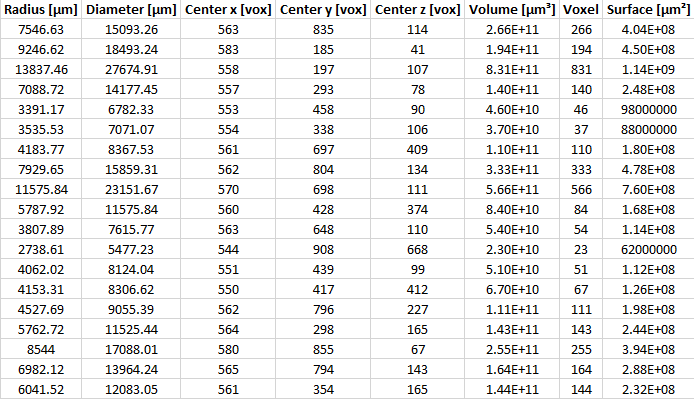 Radius [µm] Diameter [µm] Center x [vox] Center y [vox] Center z [vox] Volume [µm³] Voxel Surface [µm²]
7546.63 15093.26 563 835 114 2.66E+11 266 4.04E+08
9246.62 18493.24 583 185 41 1.94E+11 194 4.50E+08
13837.46 27674.91 558 197 107 8.31E+11 831 1.14E+09
7088.72 14177.45 557 293 78 1.40E+11 140 2.48E+08
3391.17 6782.33 553 458 90 4.60E+10 46 98000000
3535.53 7071.07 554 338 106 3.70E+10 37 88000000
4183.77 8367.53 561 697 409 1.10E+11 110 1.80E+08
7929.65 15859.31 562 804 134 3.33E+11 333 4.78E+08
11575.84 23151.67 570 698 111 5.66E+11 566 7.60E+08
5787.92 11575.84 560 428 374 8.40E+10 84 1.68E+08
3807.89 7615.77 563 648 110 5.40E+10 54 1.14E+08
2738.61 5477.23 544 908 668 2.30E+10 23 62000000
4062.02 8124.04 551 439 99 5.10E+10 51 1.12E+08
4153.31 8306.62 550 417 412 6.70E+10 67 1.26E+08
4527.69 9055.39 562 796 227 1.11E+11 111 1.98E+08
5762.72 11525.44 564 298 165 1.43E+11 143 2.44E+08
8544 17088.01 580 855 67 2.55E+11 255 3.94E+08
6982.12 13964.24 565 794 143 1.64E+11 164 2.88E+08
6041.52 12083.05 561 354 165 1.44E+11 144 2.32E+08